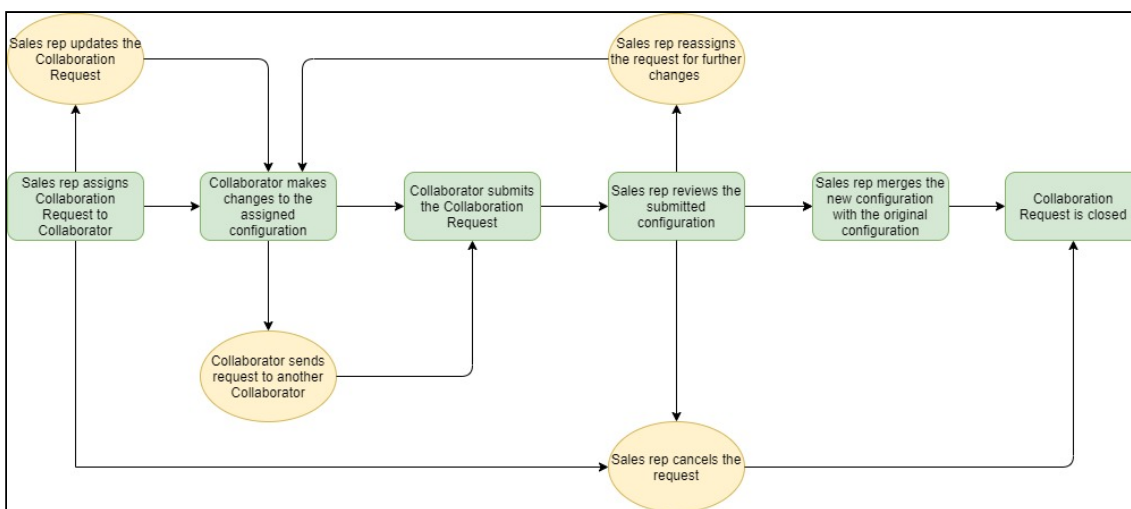 Sales rep updates the
Collaboration
Request
Sales rep reassigns
the request for further
changes
Sales rep assigns
Collaboration
Request to
Collaborator
Collaborator makes
changes to the
assigned
configuration
Collaborator submits
the Collaboration
Request
Sales rep reviews the
submitted
configuration
Sales rep merges the
new configuration
with the original
configuration
Collaboration
Request is closed
Collaborator sends
request to another
Collaborator
Sales rep cancels the
request